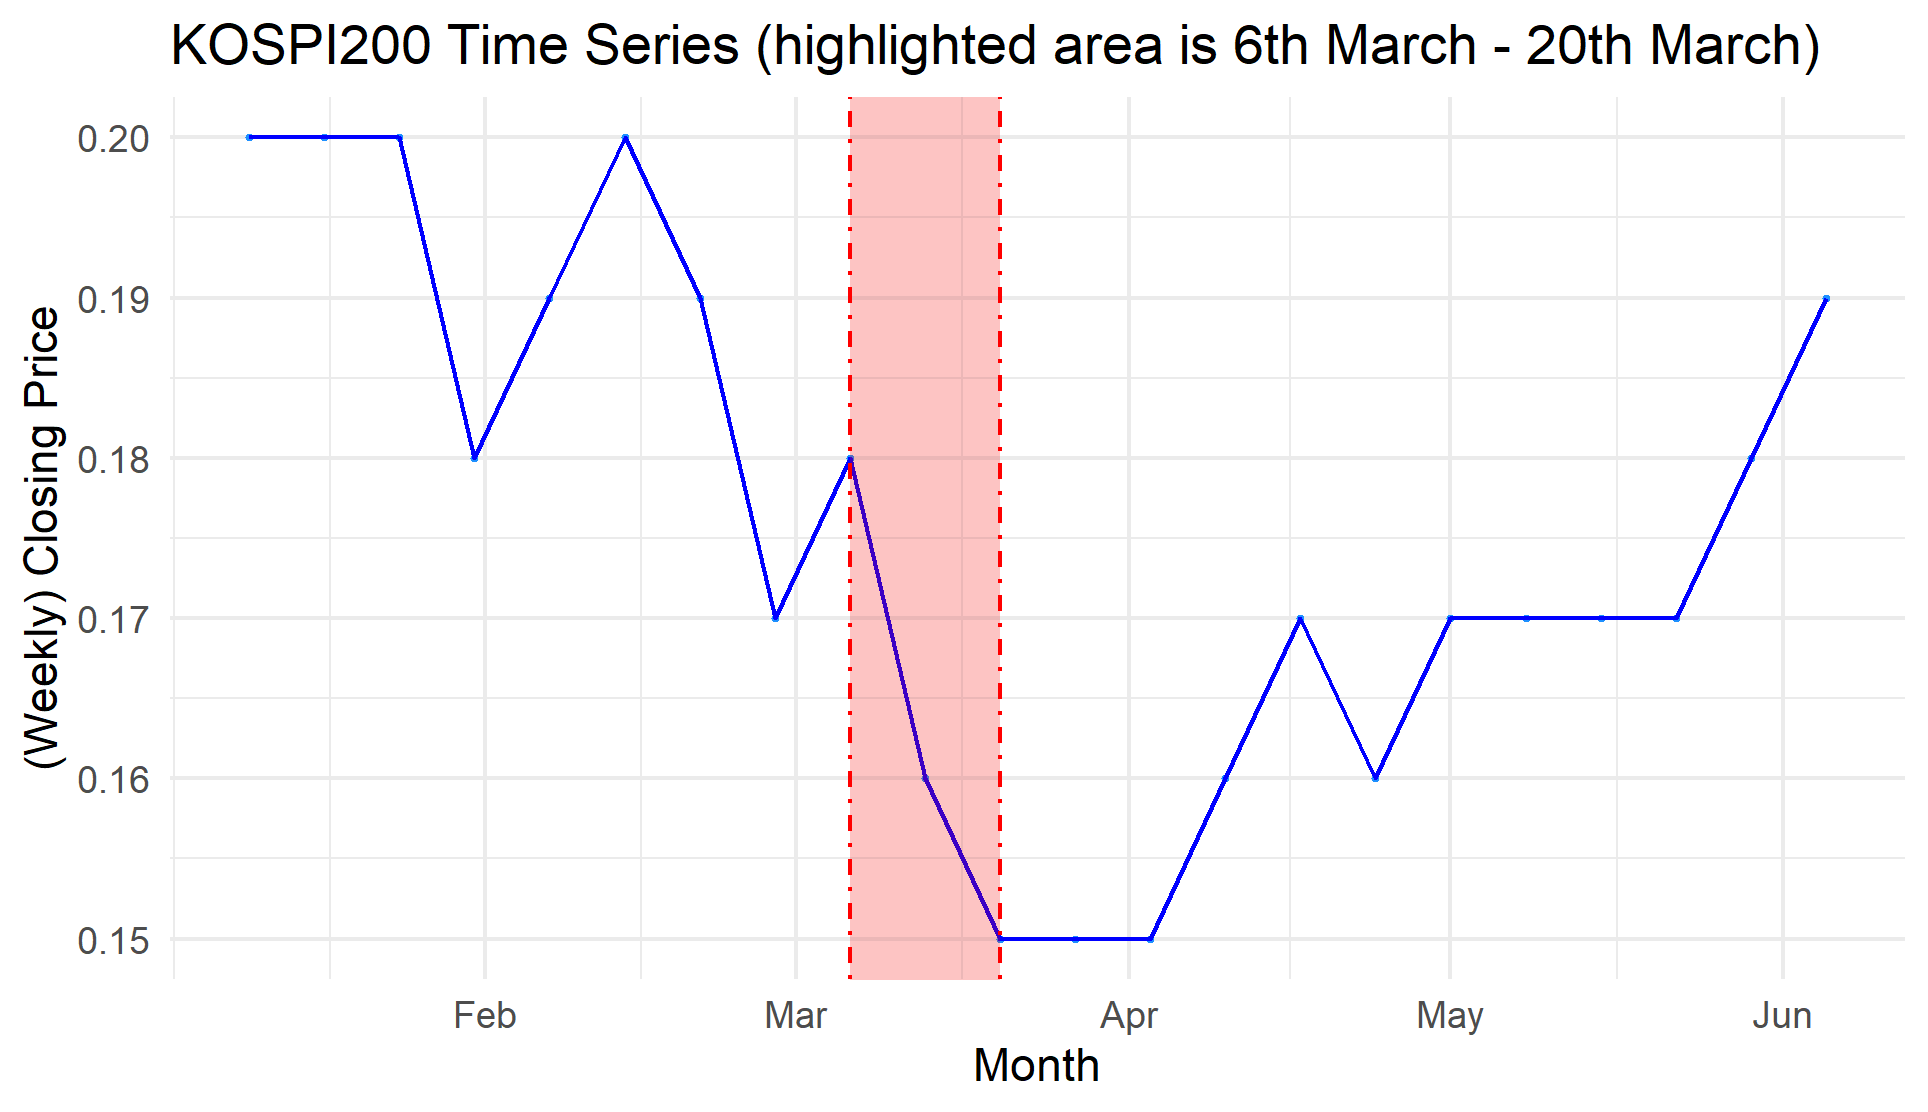 KOSPI200 Time Series (highlighted area is 6th March - 20th March)
(Weekly) Closing Price
0.20
0.19
0.18
0.17
0.16
0.15
Feb Mar Apr May Jun
Month